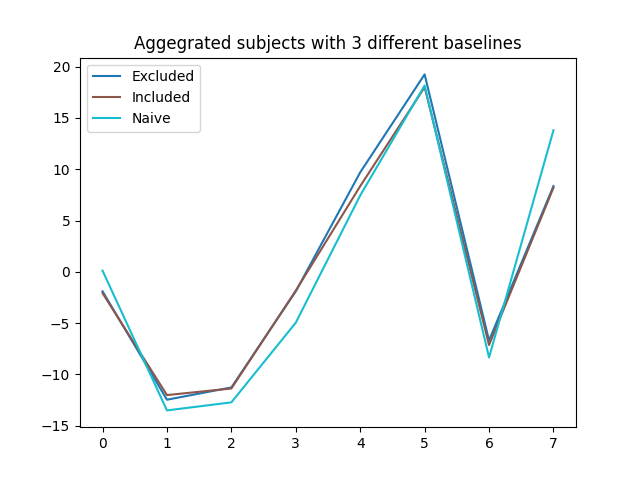 Aggegrated subjects with 3 different baselines
Excluded
Included
Naive
20
15
10
5
0
−5
−10
−15
0 1 2 3 4 5 6 7